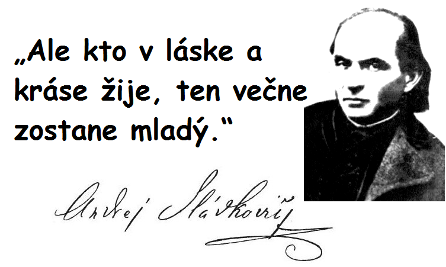 „Ale kto v láske a
kráse žije, ten večne
zostane mladý.“
Andrej Sládkovič